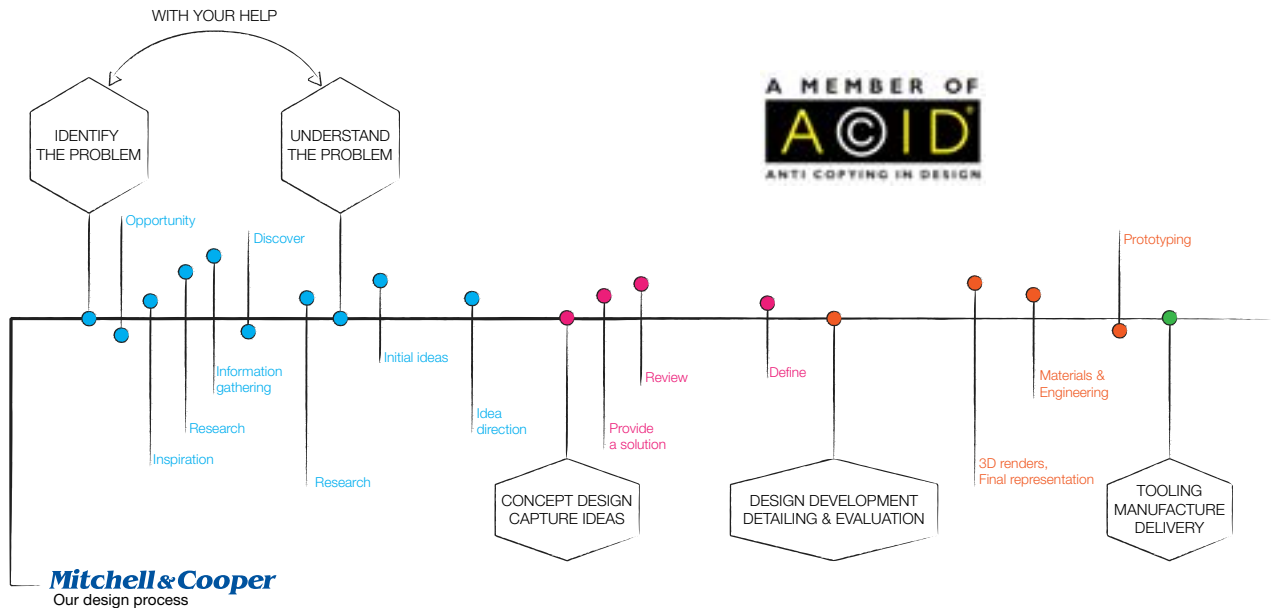 WITH YOUR HELP
IDENTIFY
THE PROBLEM
UNDERSTAND
THE PROBLEM
A MEMBER OF
A©ID®
ANTI COPYING IN DESIGN
Opportunity
Discover
Prototyping
Information
gathering
Initial ideas
Review
Define
Materials &
Engineering
Research
Idea
direction
Provide
a solution
Inspiration
Research
3D renders,
Final representation
CONCEPT DESIGN
CAPTURE IDEAS
DESIGN DEVELOPMENT
DETAILING & EVALUATION
TOOLING
MANUFACTURE
DELIVERY
Mitchell & Cooper
Our design process